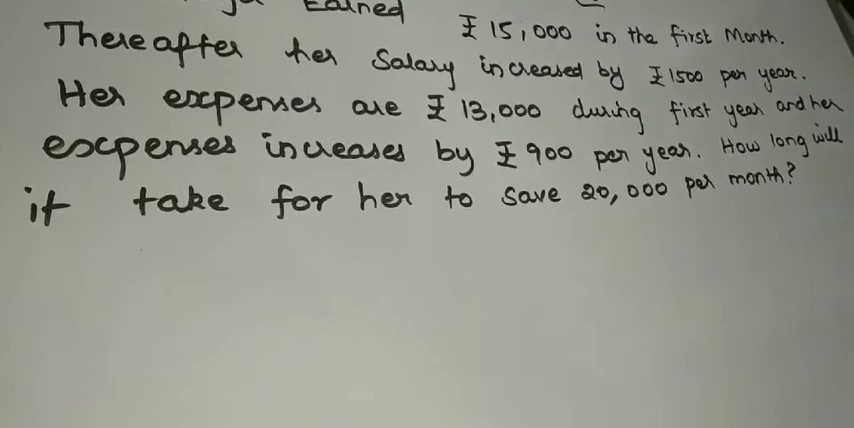 Earned ₹ 15,000 in the first Month.
Thereafter her Salary increased by ₹ 1500 per year.
Her expenses are ₹ 13,000 during first year and her
expenses increases by ₹ 900 per year. How long will
it take for her to save 20,000 per month?